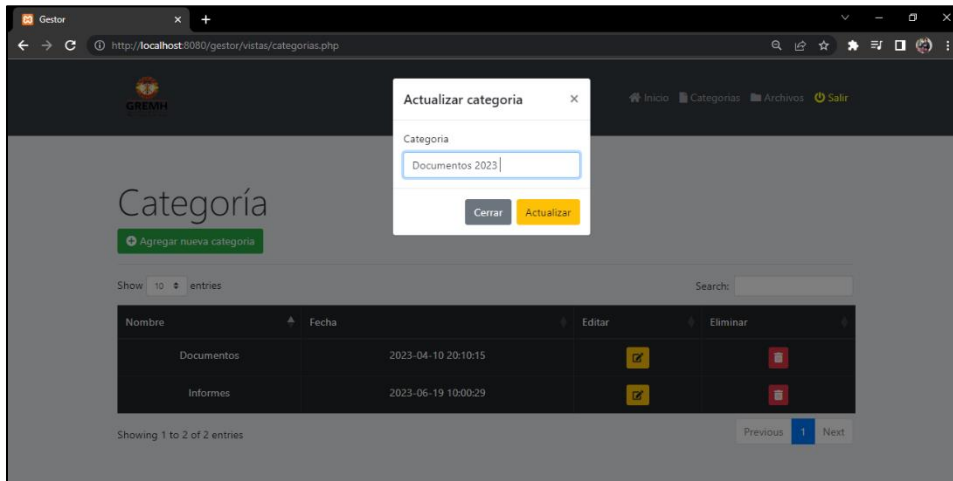 Gestor
http://localhost:8080/gestor/vistas/categorias.php
GREMH
Inicio Categorias Archivos Salir
Actualizar categoria
Categoria
Documentos 2023
Cerrar Actualizar
Categoría
Agregar nueva categoria
Show 10 entries Search:
Nombre Fecha Editar Eliminar
Documentos 2023-04-10 20:10:15
Informes 2023-06-19 10:00:29
Showing 1 to 2 of 2 entries Previous 1 Next